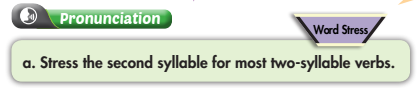 Pronunciation
Word Stress
a. Stress the second syllable for most two-syllable verbs.